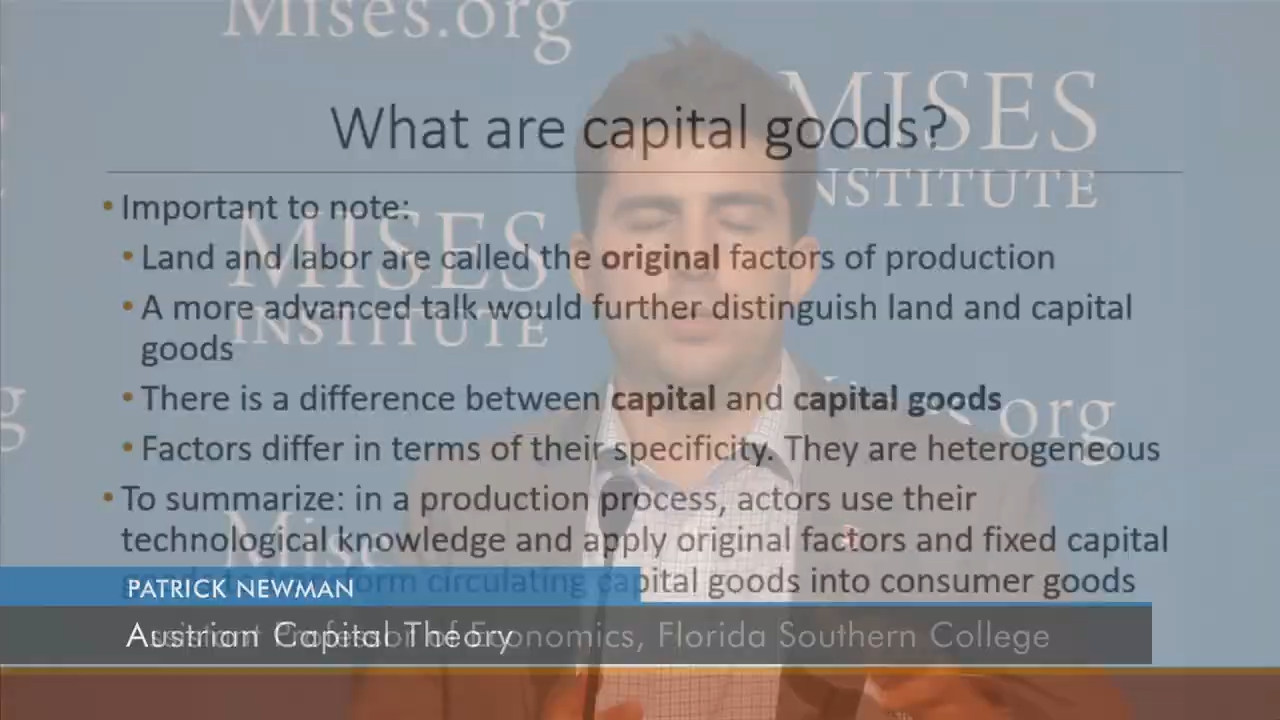 Mises.org
MISES
INSTITUTE
What are capital goods?
• Important to note:
MISES
INSTITUTE
• Land and labor are called the original factors of production
• A more advanced talk would further distinguish land and capital
goods
• There is a difference between capital and capital goods
• Factors differ in terms of their specificity. They are heterogeneous
• To summarize: in a production process, actors use their
technological knowledge and apply original factors and fixed capital
form circulating capital goods into consumer goods
PATRICK NEWMAN
Austrian Capital Theory
Assistant Professor of Economics, Florida Southern College